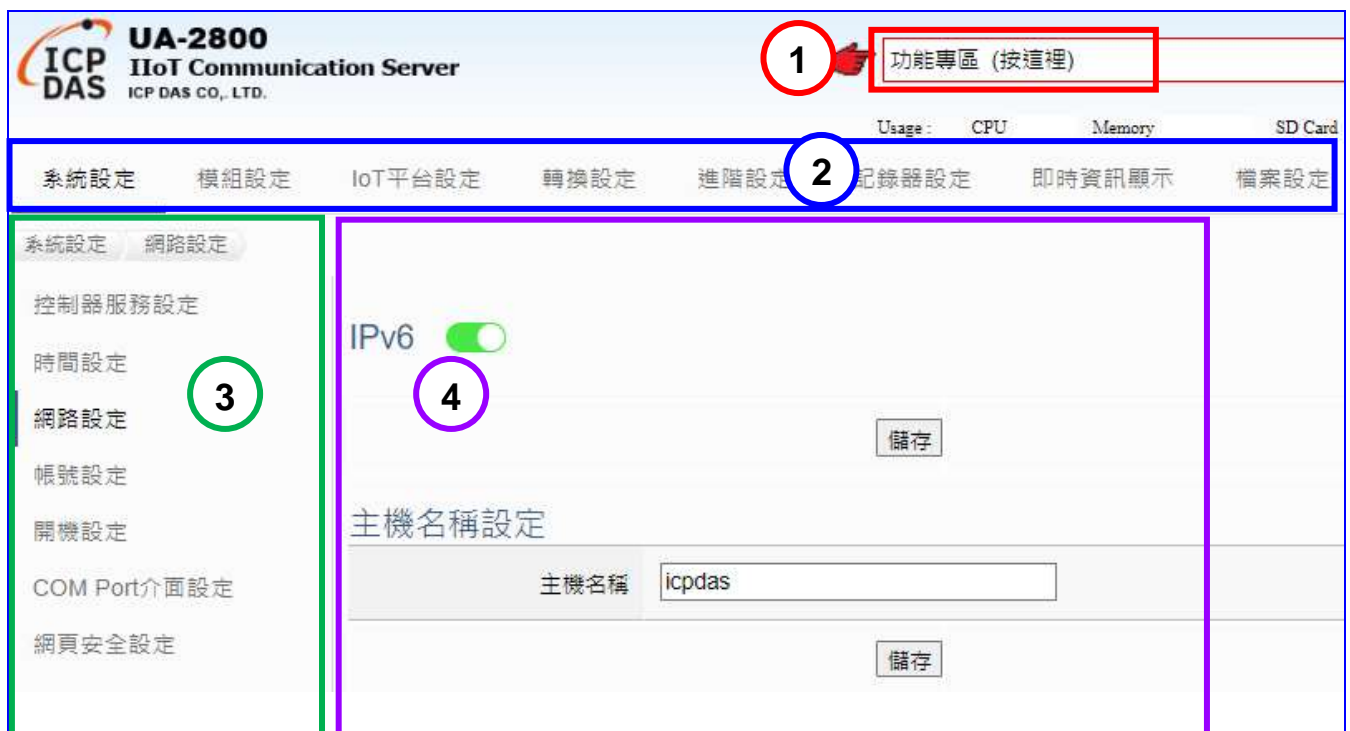 ICP DAS
UA-2800
IIoT Communication Server
ICP DAS CO,. LTD.
1
功能專區 (按這裡)
Usage : CPU Memory SD Card
系統設定 模組設定 IoT平台設定 轉換設定 進階設定 2 記錄器設定 即時資訊顯示 檔案設定
系統設定 網路設定
控制器服務設定
時間設定
網路設定
帳號設定
開機設定
COM Port介面設定
網頁安全設定
3
IPv6
4
儲存
主機名稱設定
主機名稱 icpdas
儲存